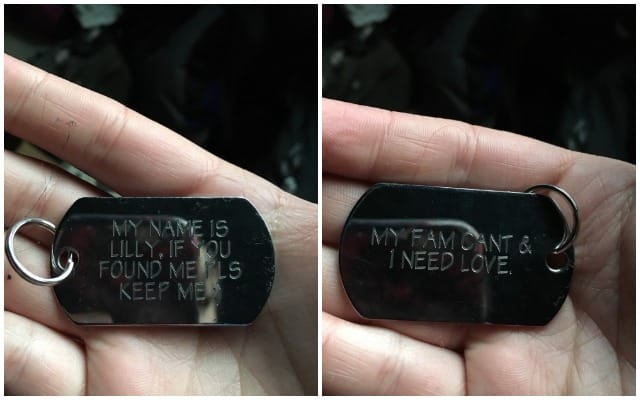 MY NAME IS
LILLY. IF YOU
FOUND ME PLS
KEEP ME :)
MY FAM CANT &
I NEED LOVE.